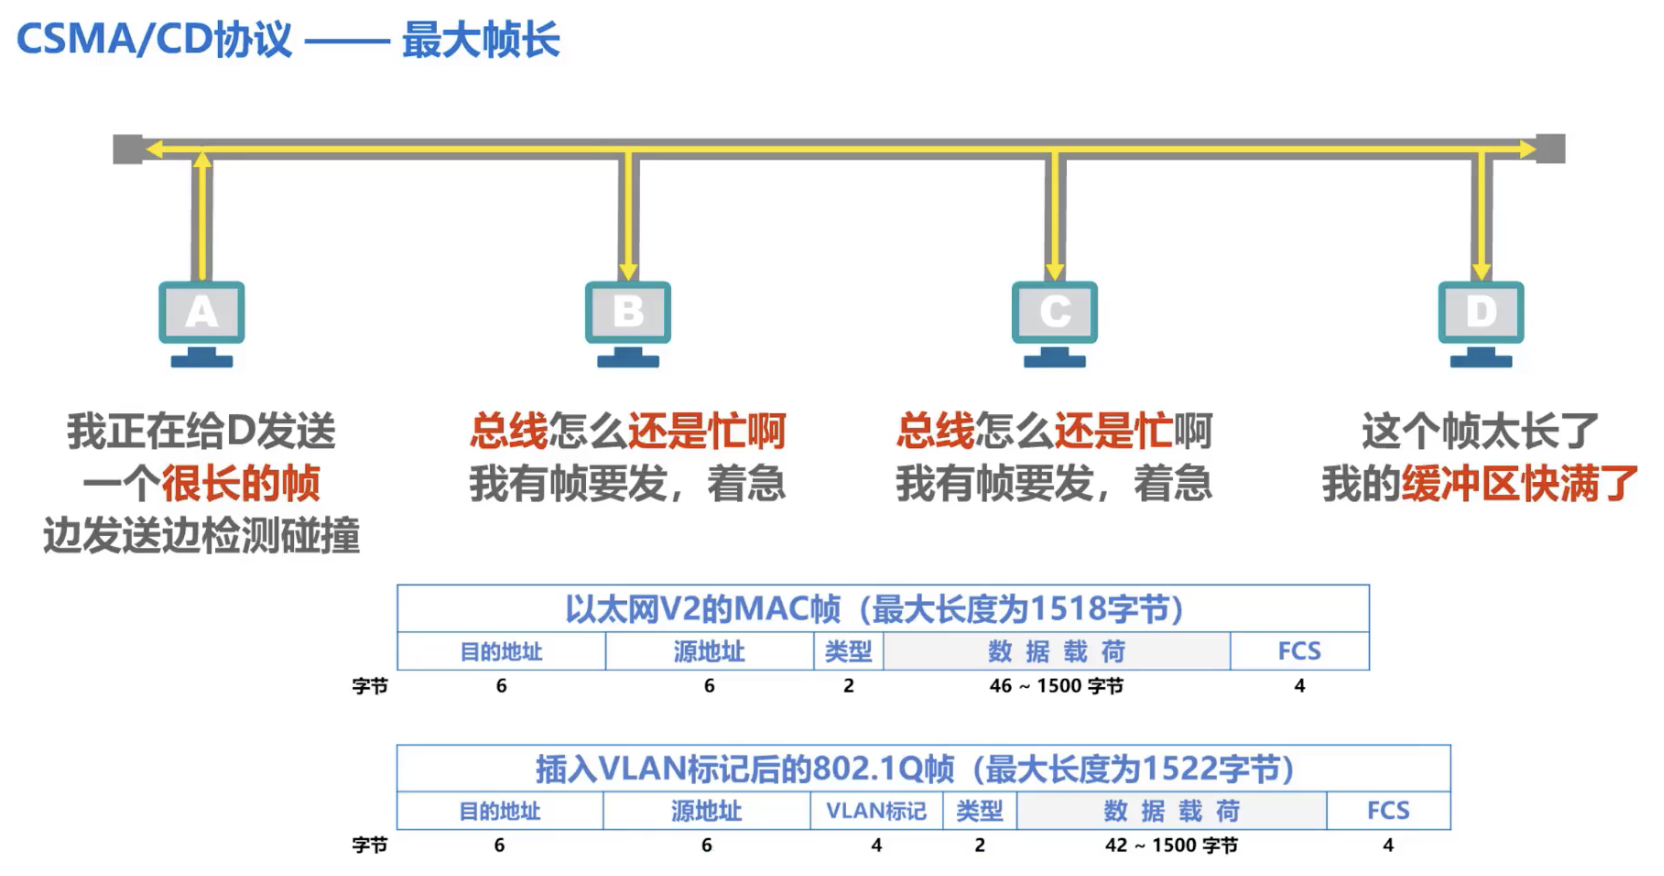 CSMA/CD协议 —— 最大帧长
A
B
C
D
我正在给D发送
一个很长的帧
边发送边检测碰撞
总线怎么还是忙啊
我有帧要发，着急
总线怎么还是忙啊
我有帧要发，着急
这个帧太长了
我的缓冲区快满了
以太网V2的MAC帧（最大长度为1518字节）
目的地址 源地址 类型 数据载荷 FCS
字节 6 6 2 46 ~ 1500 字节 4
插入VLAN标记后的802.1Q帧（最大长度为1522字节）
目的地址 源地址 VLAN标记 类型 数据载荷 FCS
字节 6 6 4 2 42 ~ 1500 字节 4